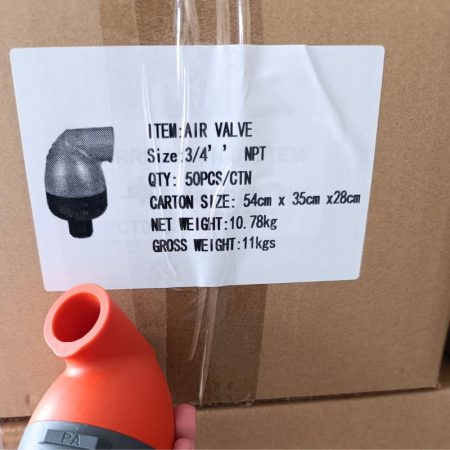 ITEM:AIR VALVE
Size:3/4'' NPT
QTY: 50PCS/CTN
CARTON SIZE: 54cm x 35cm x28cm
NET WEIGHT:10.78kg
GROSS WEIGHT:11kgs
PA